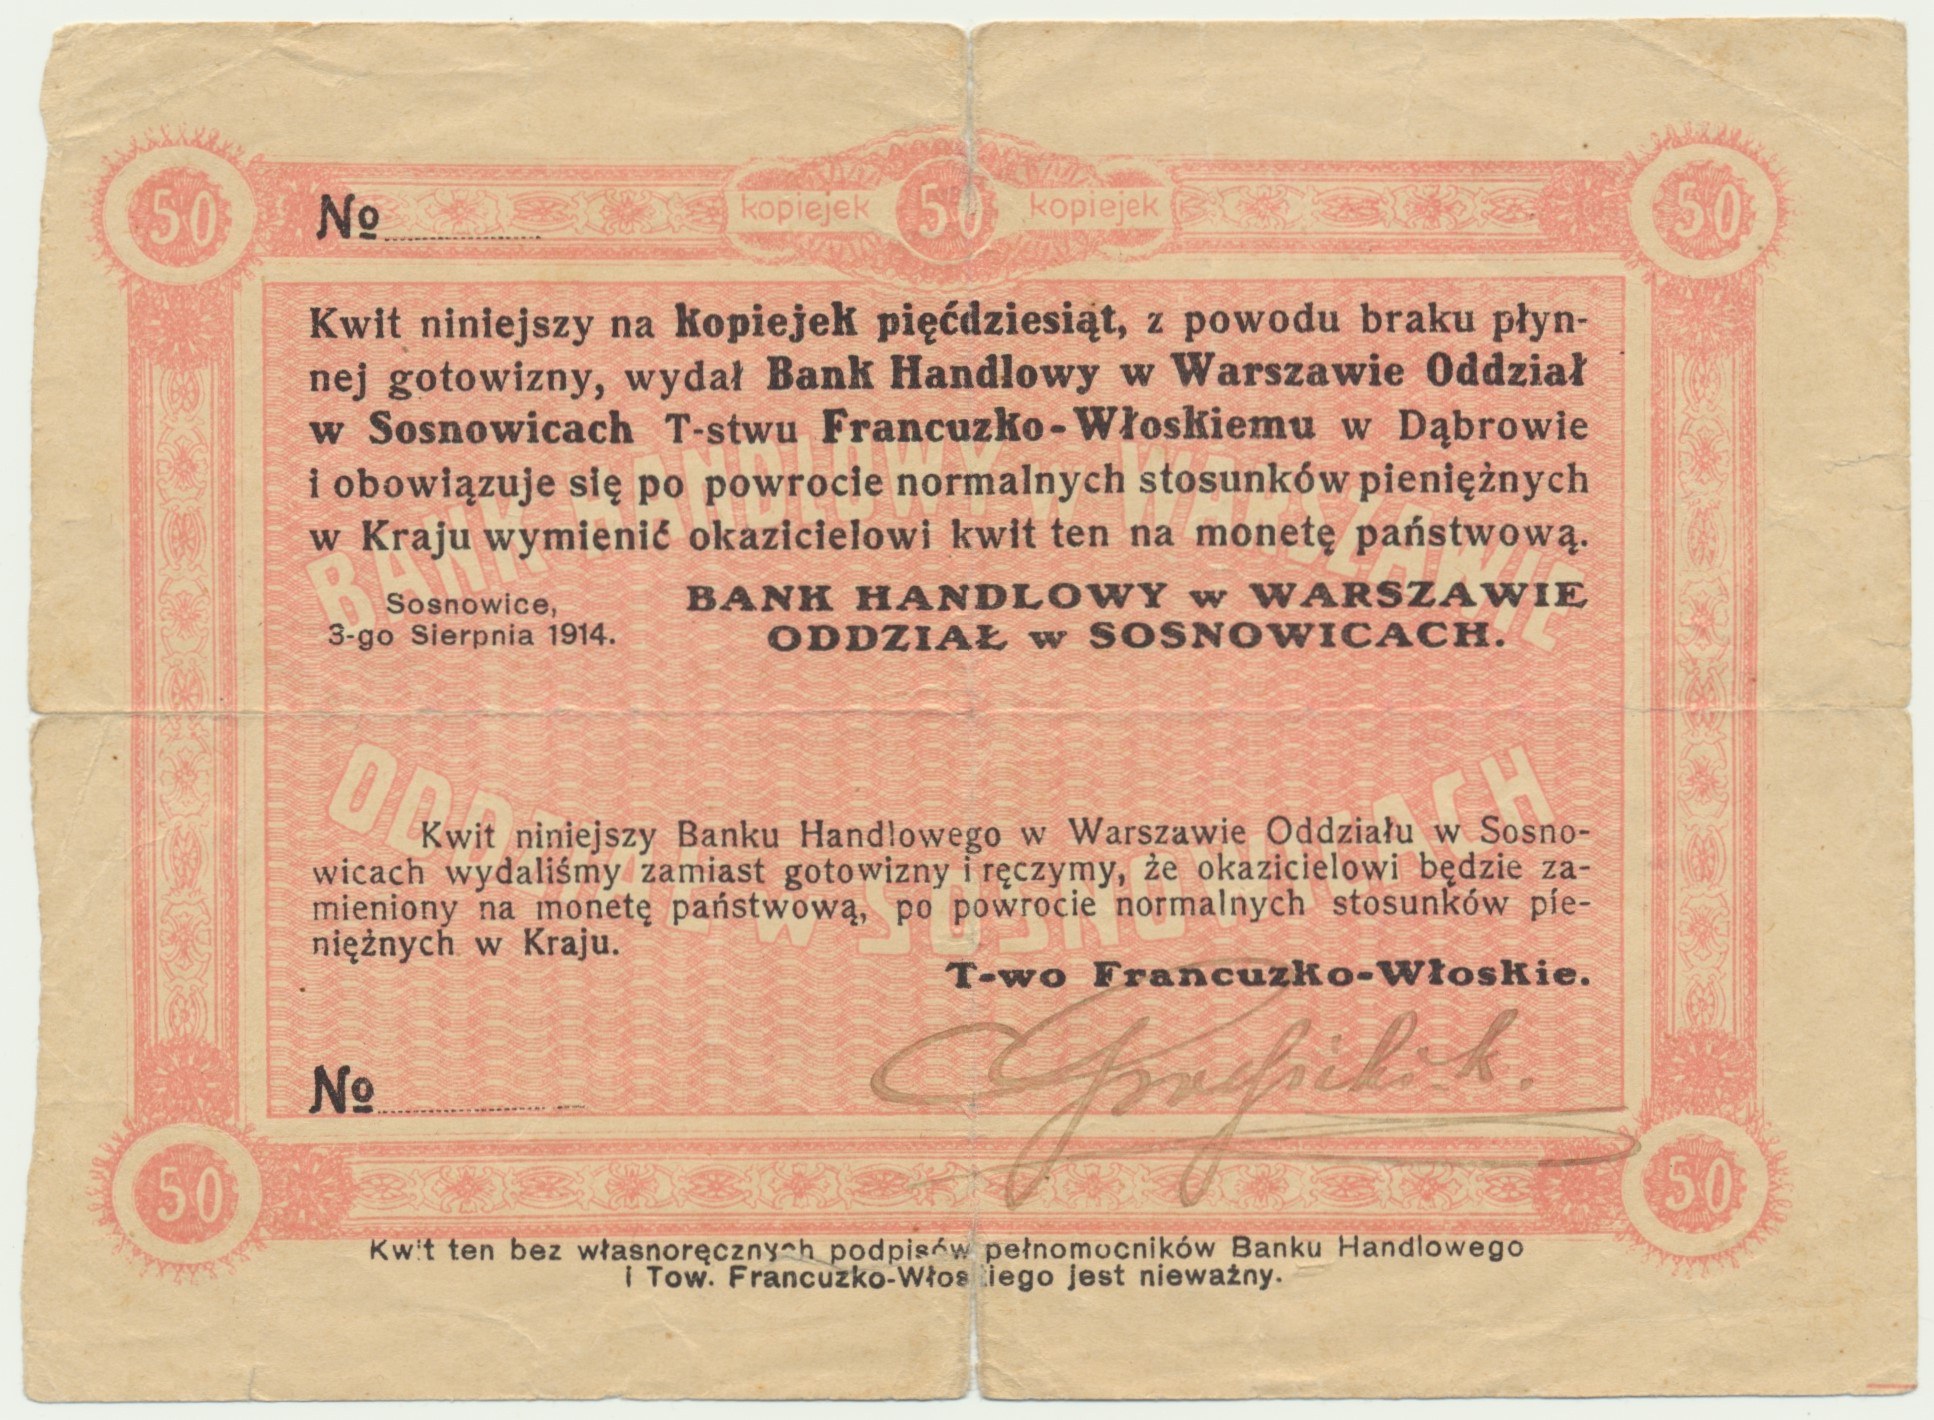 50
kopiejek 50 kopiejek
50
№
Kwit niniejszy na kopiejek pięćdziesiąt, z powodu braku płyn-
nej gotowizny, wydał Bank Handlowy w Warszawie Oddział
w Sosnowicach T-stwu Francuzko-Włoskiemu w Dąbrowie
i obowiązuje się po powrocie normalnych stosunków pieniężnych
w Kraju wymienić okazicielowi kwit ten na monetę państwową.
BANK HANDLOWY W WARSZAWIE
Sosnowice,
3-go Sierpnia 1914.
BANK HANDLOWY w WARSZAWIE
ODDZIAŁ w SOSNOWICACH.
ODDZIAŁ W SOSNOWICACH
Kwit niniejszy Banku Handlowego w Warszawie Oddziału w Sosno-
wicach wydaliśmy zamiast gotowizny i ręczymy, że okazicielowi będzie za-
mieniony na monetę państwową, po powrocie normalnych stosunków pie-
niężnych w Kraju.
T-wo Francuzko-Włoskie.
№
50
50
Kwit ten bez własnoręcznych podpisów pełnomocników Banku Handlowego
i Tow. Francuzko-Włoskiego jest nieważny.